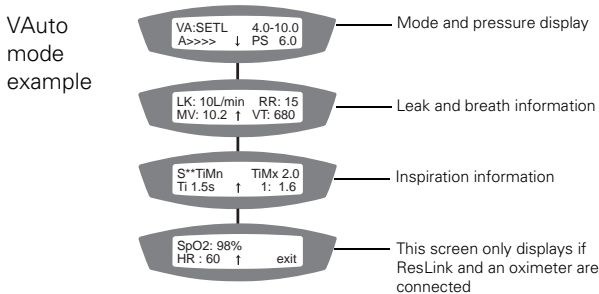 VAuto
mode
example
VA:SETL 4.0-10.0
A>>>> ↓ PS 6.0
Mode and pressure display
LK: 10L/min RR: 15
MV: 10.2 ↑ VT: 680
Leak and breath information
S**TiMn TiMx 2.0
Ti 1.5s ↑ 1: 1.6
Inspiration information
SpO2: 98%
HR : 60 ↑ exit
This screen only displays if
ResLink and an oximeter are
connected